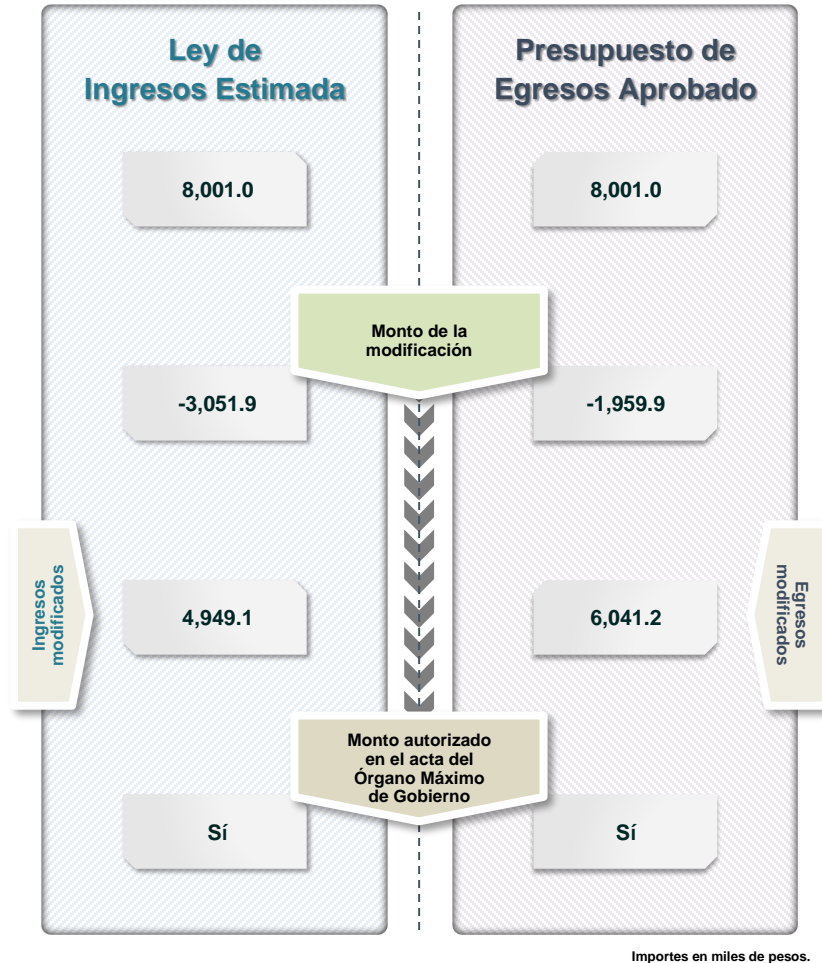 Ley de
Ingresos Estimada
Presupuesto de
Egresos Aprobado
8,001.0
8,001.0
Monto de la
modificación
-3,051.9
-1,959.9
Ingresos
modificados
4,949.1
6,041.2
Egresos
modificados
Monto autorizado
en el acta del
Órgano Máximo
de Gobierno
Sí
Sí
Importes en miles de pesos.